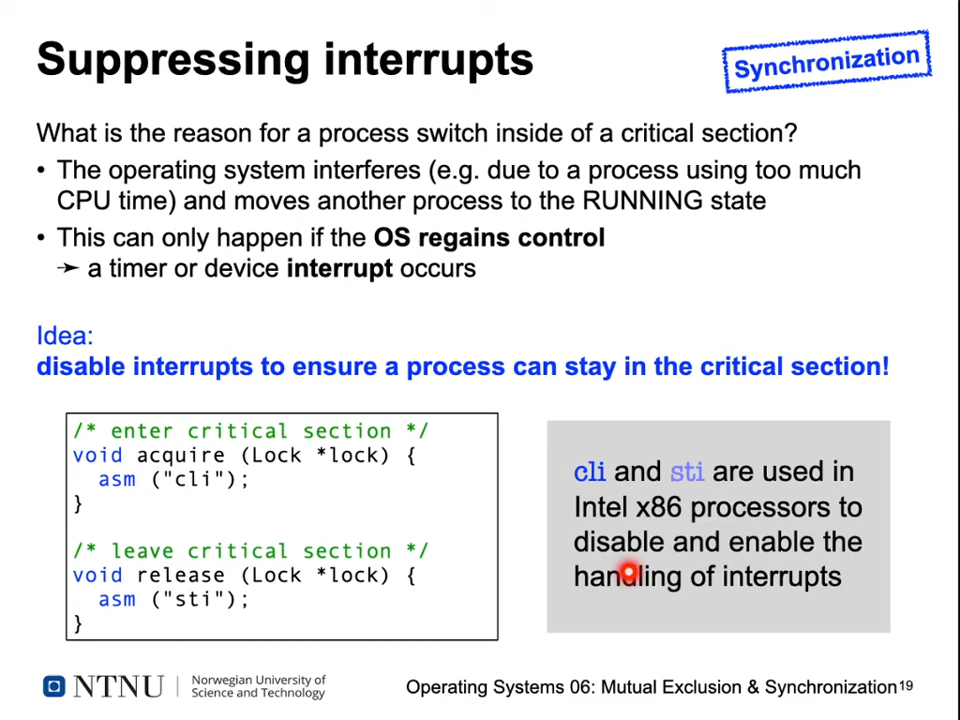 Suppressing interrupts
Synchronization
What is the reason for a process switch inside of a critical section?
• The operating system interferes (e.g. due to a process using too much
CPU time) and moves another process to the RUNNING state
• This can only happen if the OS regains control
➛ a timer or device interrupt occurs
Idea:
disable interrupts to ensure a process can stay in the critical section!
/* enter critical section */
void acquire (Lock *lock) {
asm ("cli");
}
/* leave critical section */
void release (Lock *lock) {
asm ("sti");
}
cli and sti are used in
Intel x86 processors to
disable and enable the
handling of interrupts
NTNU
Norwegian University of
Science and Technology
Operating Systems 06: Mutual Exclusion & Synchronization 19